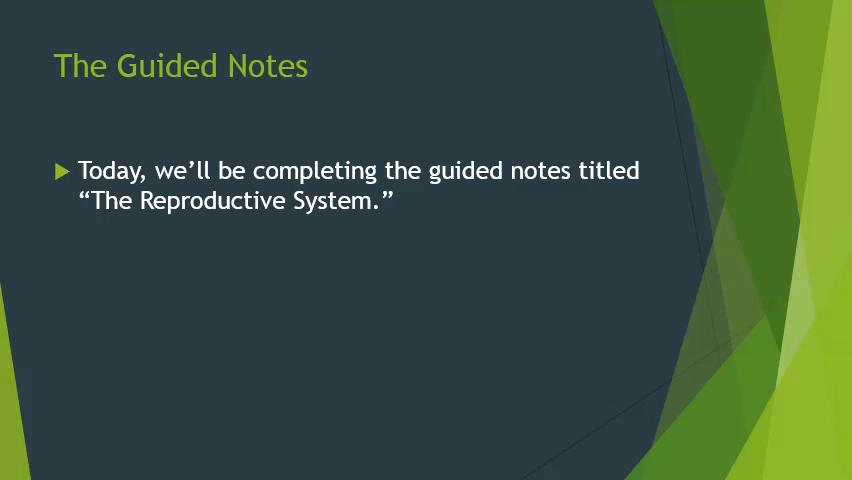 The Guided Notes
Today, we’ll be completing the guided notes titled
“The Reproductive System.”